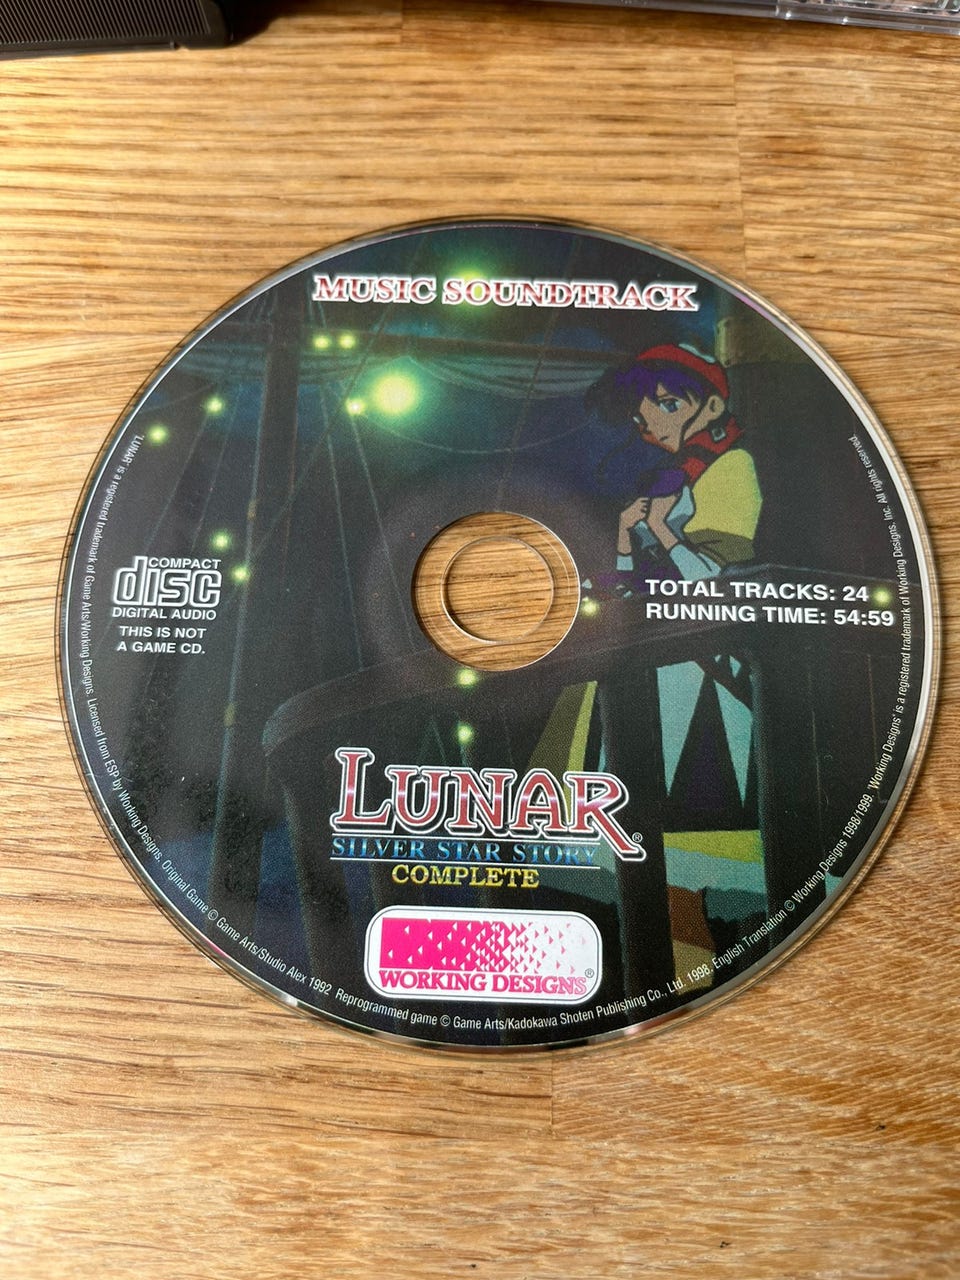 MUSIC SOUNDTRACK
COMPACT
disc
DIGITAL AUDIO
THIS IS NOT
A GAME CD.
TOTAL TRACKS: 24
RUNNING TIME: 54:59
LUNAR®
SILVER STAR STORY
COMPLETE
WORKING DESIGNS®
'LUNAR' is a registered trademark of Game Arts/Working Designs. Licensed from ESP by Working Designs. Original Game © Game Arts/Studio Alex 1992 Reprogrammed game © Game Arts/Kadokawa Shoten Publishing Co., Ltd. 1998, English Translation © Working Designs 1998/1999. 'Working Designs' is a registered trademark of Working Designs, Inc. All rights reserved.